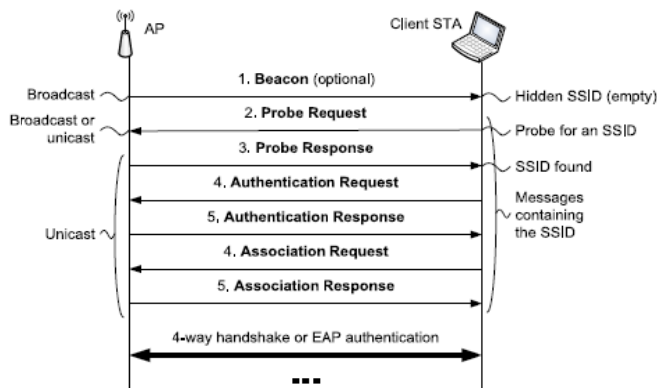 AP
Client STA
1. Beacon (optional)
Broadcast
Hidden SSID (empty)
2. Probe Request
Broadcast or
unicast
Probe for an SSID
3. Probe Response
SSID found
4. Authentication Request
Messages
containing
the SSID
5. Authentication Response
Unicast
4. Association Request
5. Association Response
4-way handshake or EAP authentication
...